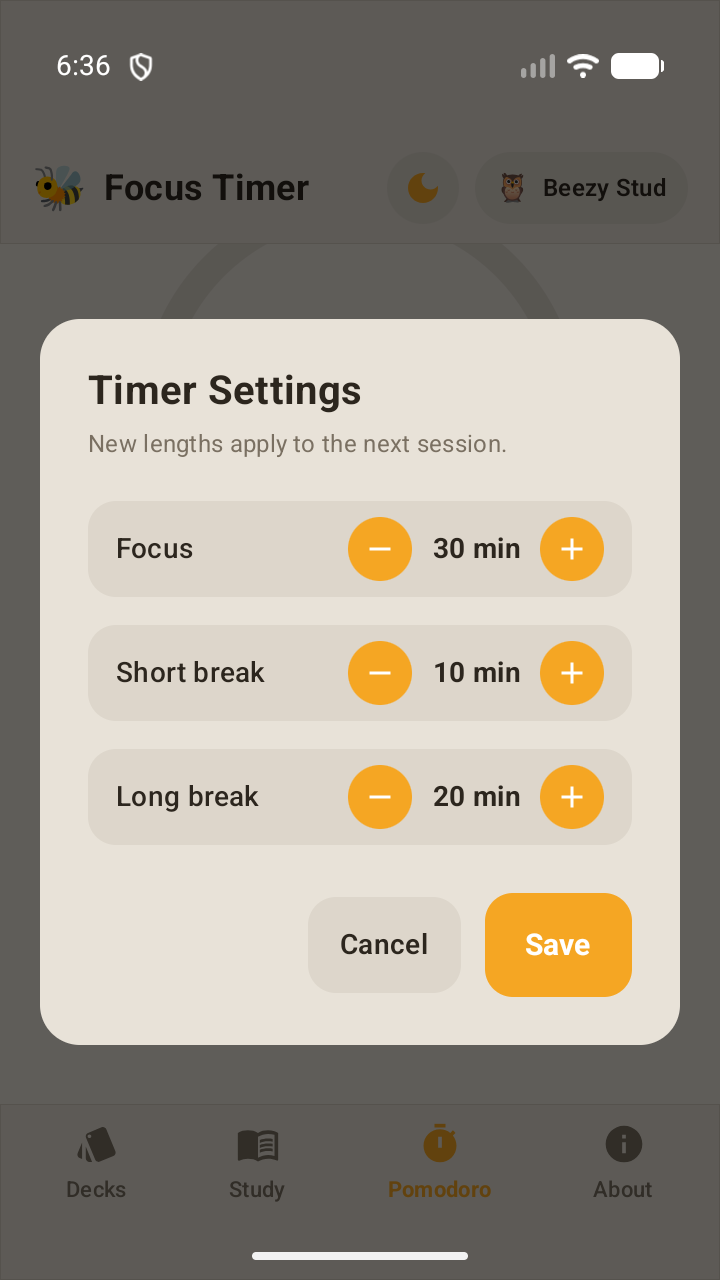 6:36
Focus Timer
Beezy Stud
Timer Settings
New lengths apply to the next session.
Focus
30 min
Short break
10 min
Long break
20 min
Cancel
Save
Decks
Study
Pomodoro
About